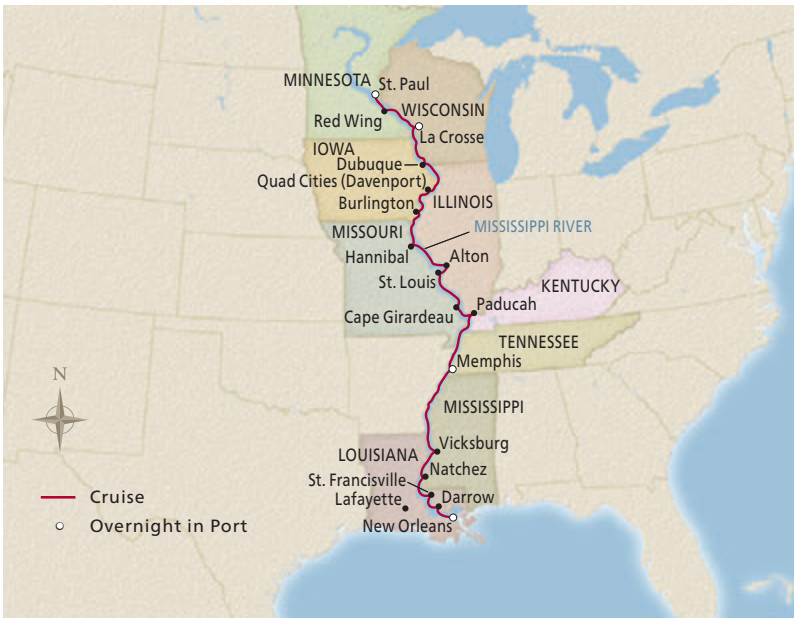 MINNESOTA
St. Paul
WISCONSIN
Red Wing
La Crosse
IOWA
Dubuque
Quad Cities (Davenport)
Burlington
ILLINOIS
MISSISSIPPI RIVER
MISSOURI
Hannibal
Alton
St. Louis
KENTUCKY
Paducah
Cape Girardeau
TENNESSEE
Memphis
N
MISSISSIPPI
Vicksburg
LOUISIANA
Natchez
St. Francisville
Lafayette
Darrow
New Orleans
Cruise
Overnight in Port